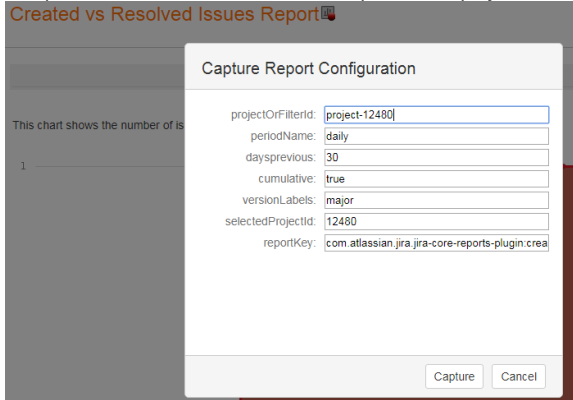 Created vs Resolved Issues Report
Capture Report Configuration
projectOrFilterId: project-12480
This chart shows the number of is
periodName: daily
daysprevious: 30
cumulative: true
1
versionLabels: major
selectedProjectId: 12480
reportKey: com.atlassian.jira.jira-core-reports-plugin:crea
Capture Cancel